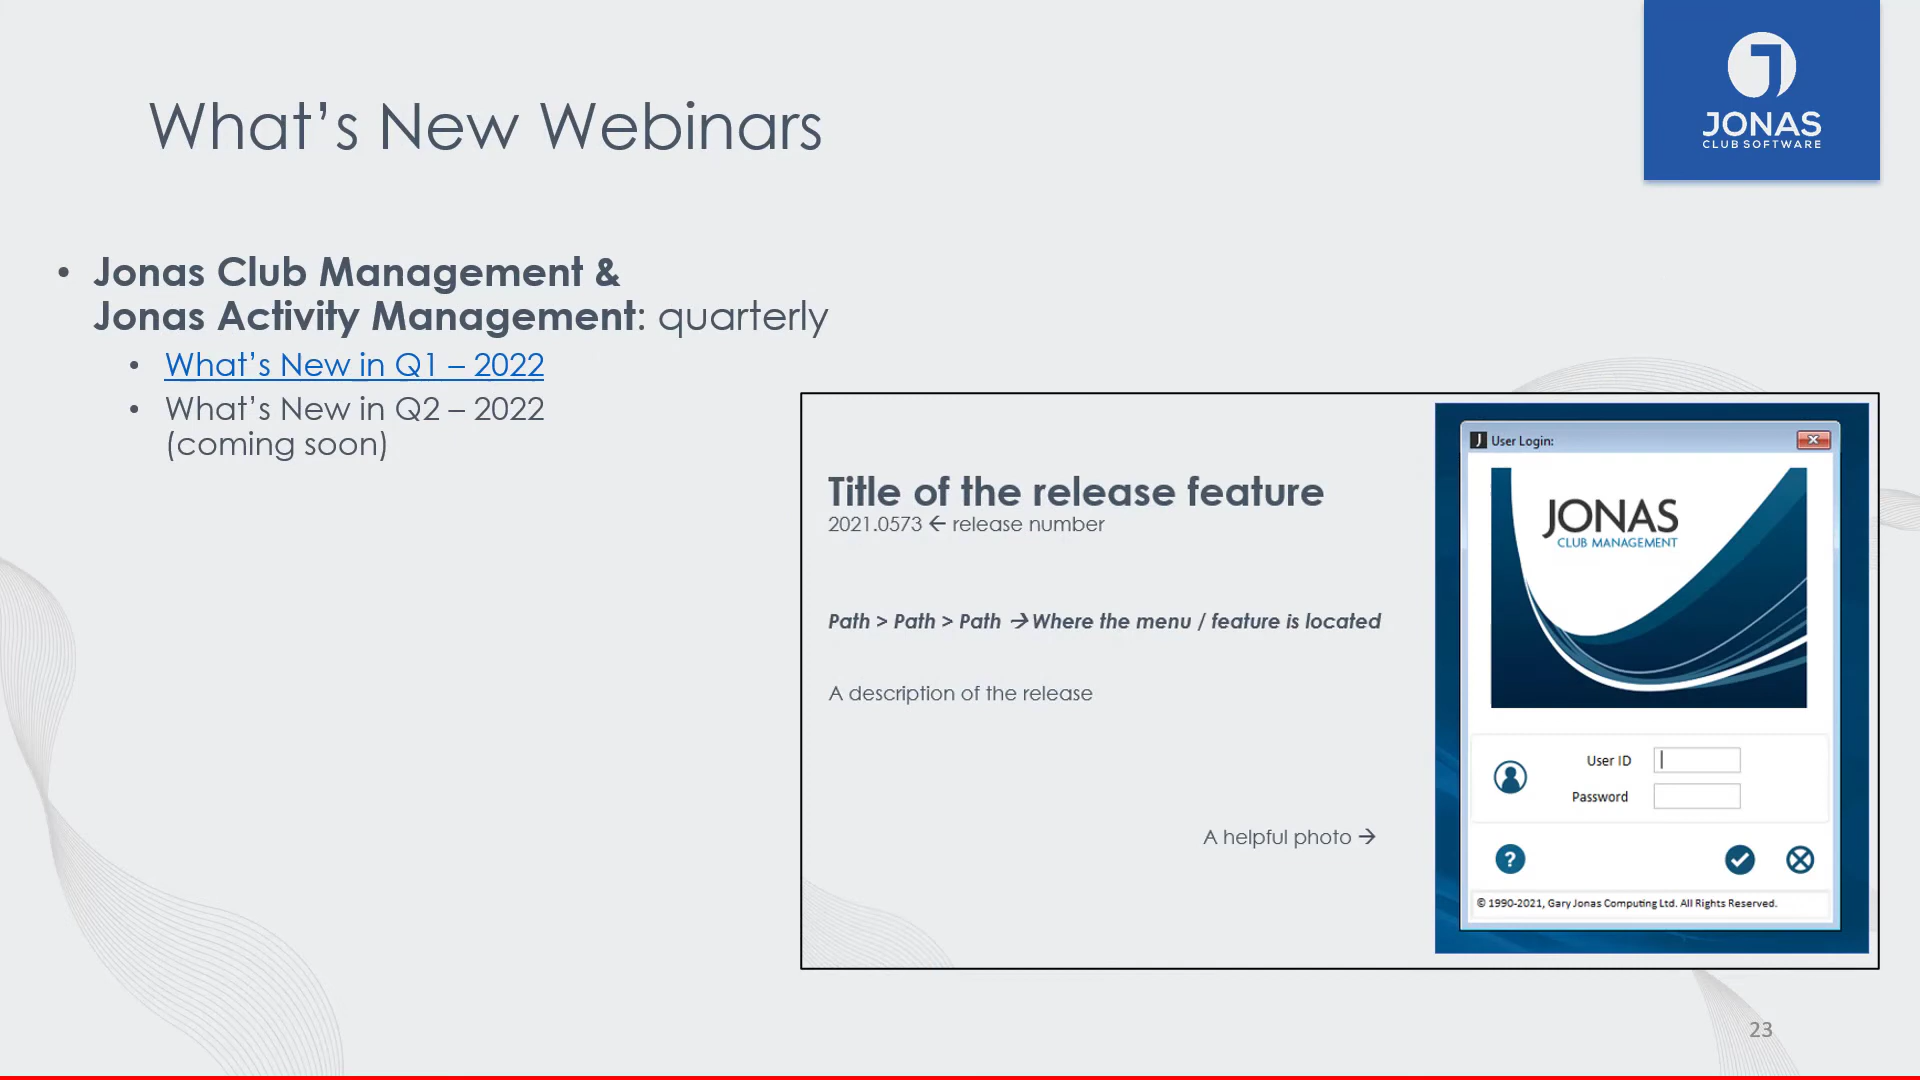 What's New Webinars
JONAS
CLUB SOFTWARE
• Jonas Club Management &
Jonas Activity Management: quarterly
• What's New in Q1 – 2022
• What's New in Q2 – 2022
(coming soon)
Title of the release feature
2021.0573 ← release number
Path > Path > Path → Where the menu / feature is located
A description of the release
A helpful photo →
J User Login:
JONAS
CLUB MANAGEMENT
User ID
Password
?
© 1990-2021, Gary Jonas Computing Ltd. All Rights Reserved.
23